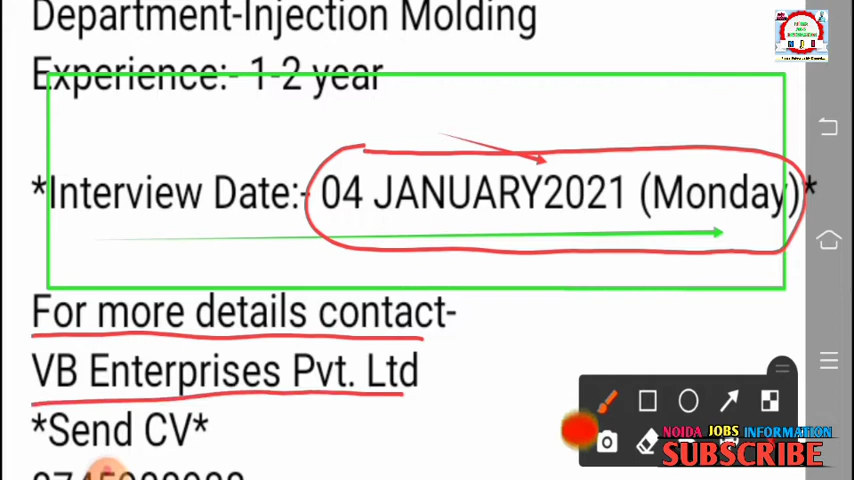 Department-Injection Molding
Experience:- 1-2 year
*Interview Date:- 04 JANUARY2021 (Monday)*
For more details contact-
VB Enterprises Pvt. Ltd
*Send CV*
NOIDA JOBS INFORMATION
SUBSCRIBE